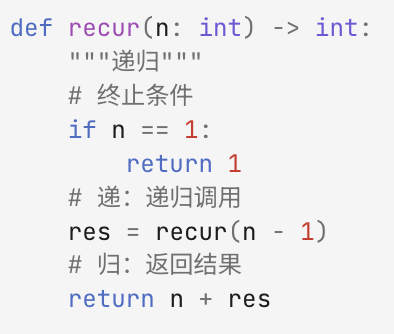 def recur(n: int) -> int:
    """递归"""
    # 终止条件
    if n == 1:
        return 1
    # 递：递归调用
    res = recur(n - 1)
    # 归：返回结果
    return n + res